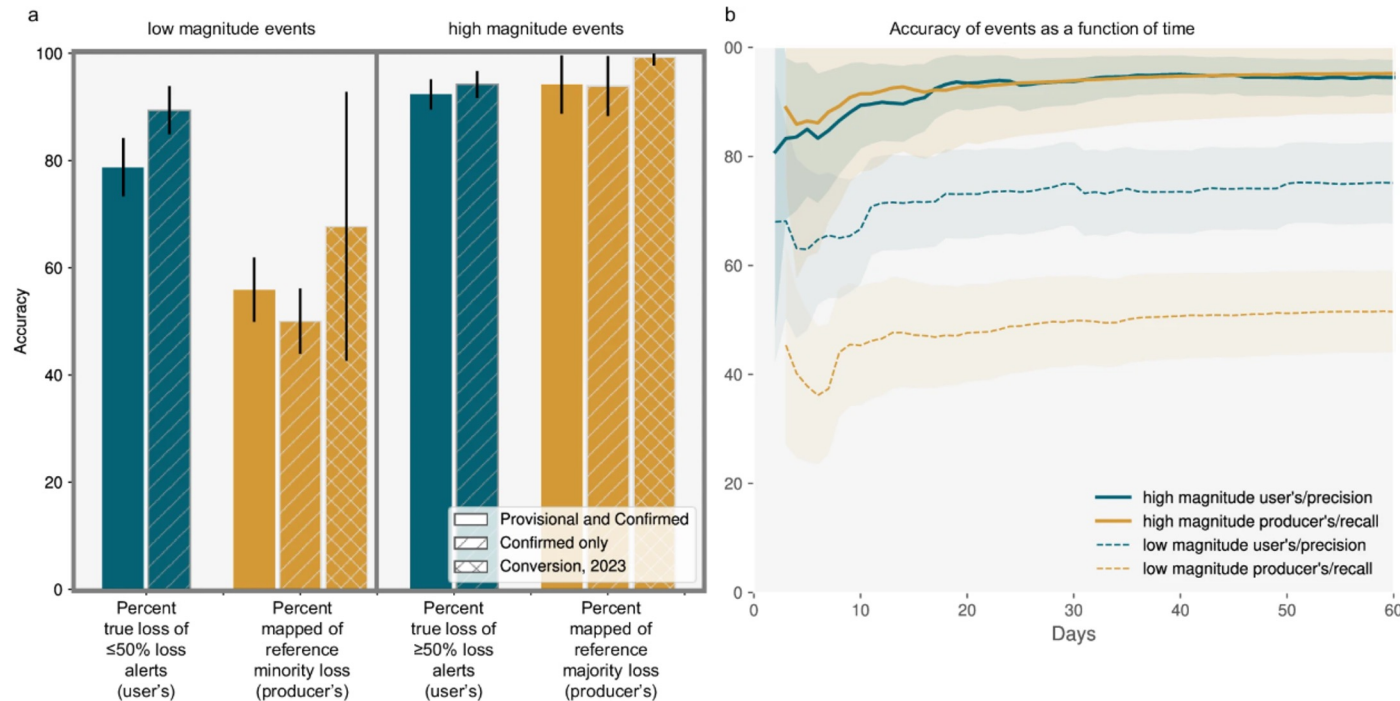 a
low magnitude events
high magnitude events
Accuracy
100
80
60
40
20
0
Provisional and Confirmed
Confirmed only
Conversion, 2023
Percent
true loss of
≤50% loss
alerts
(user's)
Percent
mapped of
reference
minority loss
(producer's)
Percent
true loss of
≥50% loss
alerts
(user's)
Percent
mapped of
reference
majority loss
(producer's)
b
Accuracy of events as a function of time
00
80
60
40
20
0
high magnitude user's/precision
high magnitude producer's/recall
low magnitude user's/precision
low magnitude producer's/recall
0 10 20 30 40 50 60
Days